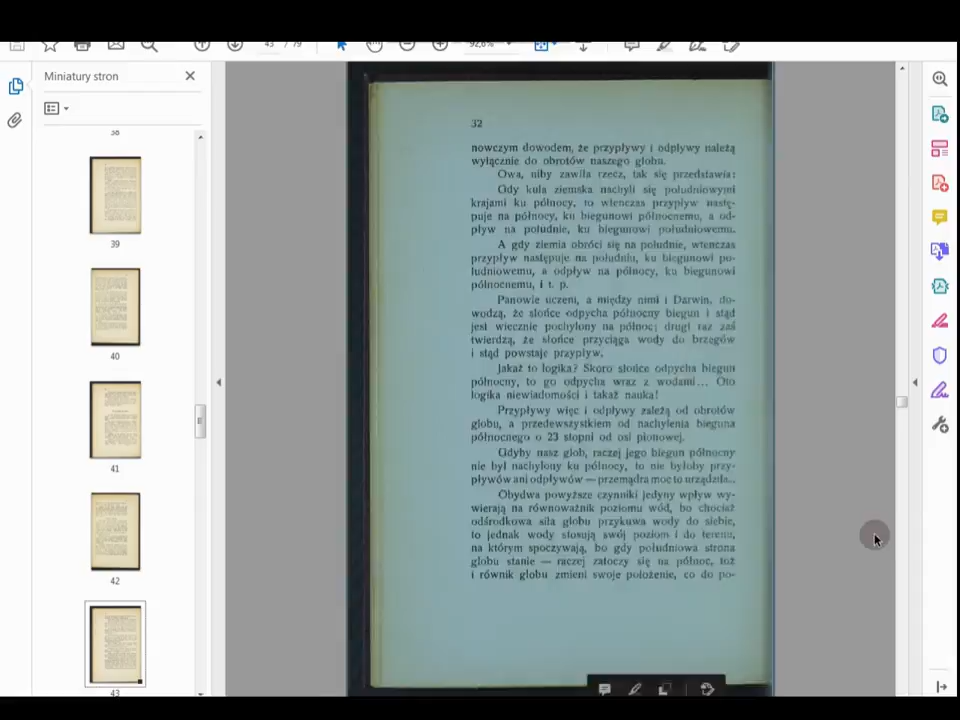 43 / 79
92,6%
Miniatury stron
38
39
40
41
42
43
32
nowczym dowodem, że przypływy i odpływy należą
wyłącznie do obrotów naszego globu.
Owa, niby zawiła rzecz, tak się przedstawia:
Gdy kula ziemska nachyli się południowymi
krajami ku północy, to wtenczas przypływ nastę-
puje na północy, ku biegunowi północnemu, a od-
pływ na południe, ku biegunowi południowemu.
A gdy ziemia obróci się na południe, wtenczas
przypływ następuje na południu, ku biegunowi po-
łudniowemu, a odpływ na północy, ku biegunowi
północnemu, i t. p.
Panowie uczeni, a między nimi i Darwin, do-
wodzą, że słońce odpycha północny biegun i stąd
jest wiecznie pochylony na północ; drugi raz zaś
twierdzą, że słońce przyciąga wody do brzegów
i stąd powstaje przypływ.
Jakaż to logika? Skoro słońce odpycha biegun
północny, to go odpycha wraz z wodami... Oto
logika niewiadomości i takaż nauka!
Przypływy więc i odpływy zależą od obrotów
globu, a przedewszystkiem od nachylenia bieguna
północnego o 23 stopni od osi pionowej.
Gdyby nasz glob, raczej jego biegun północny
nie był nachylony ku północy, to nie byłoby przy-
pływów ani odpływów — przemądra moc to urządziła...
Obydwa powyższe czynniki jedyny wpływ wy-
wierają na równoważnik poziomu wód, bo chociaż
odśrodkowa siła globu przykuwa wody do siebie,
to jednak wody stosują swój poziom i do terenu,
na którym spoczywają, bo gdy południowa strona
globu stanie — raczej zatoczy się na północ, toż
i równik globu zmieni swoje położenie, co do po-